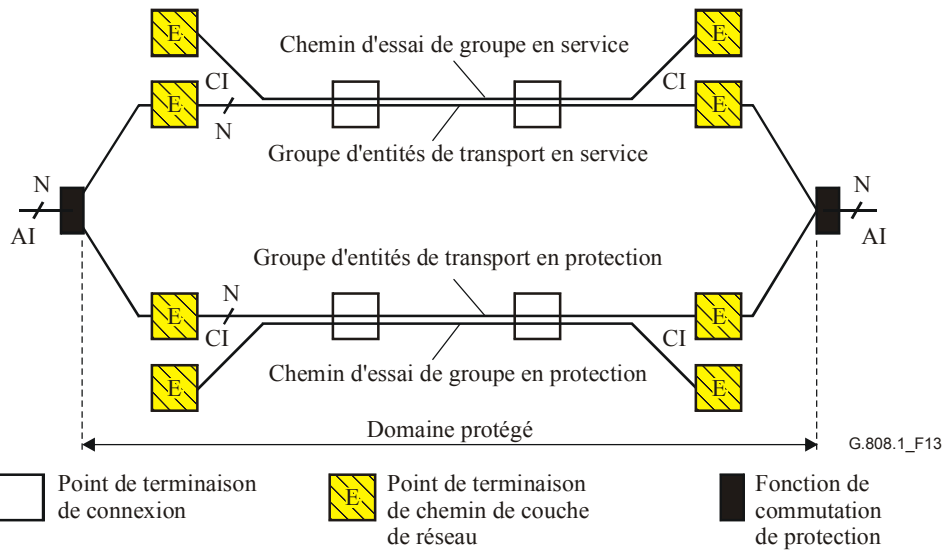 E
E
Chemin d'essai de groupe en service
CI
CI
E
E
N
Groupe d'entités de transport en service
N
N
AI
AI
Groupe d'entités de transport en protection
N
E
E
CI
CI
Chemin d'essai de groupe en protection
E
E
Domaine protégé
G.808.1_F13
Point de terminaison
de connexion
E
Point de terminaison
de chemin de couche
de réseau
Fonction de
commutation
de protection